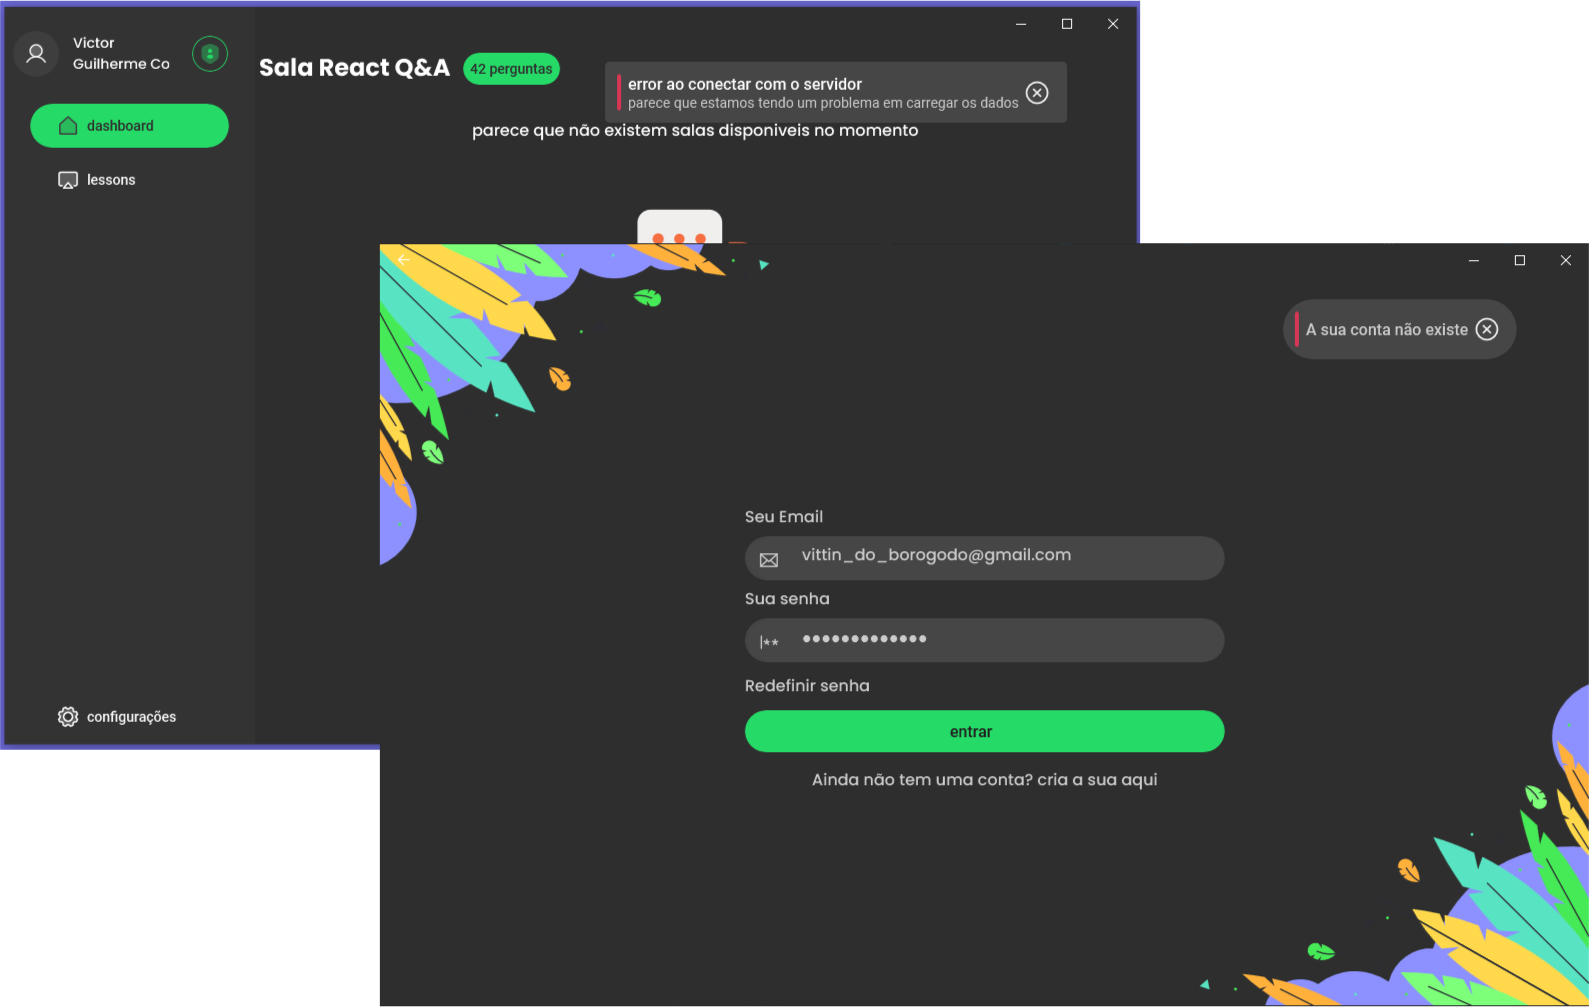 Victor
Guilherme Co
dashboard
lessons
configurações
Sala React Q&A 42 perguntas
error ao conectar com o servidor
parece que estamos tendo um problema em carregar os dados
parece que não existem salas disponiveis no momento
A sua conta não existe
Seu Email
vittin_do_borogodo@gmail.com
Sua senha
|** •••••••••••••
Redefinir senha
entrar
Ainda não tem uma conta? cria a sua aqui